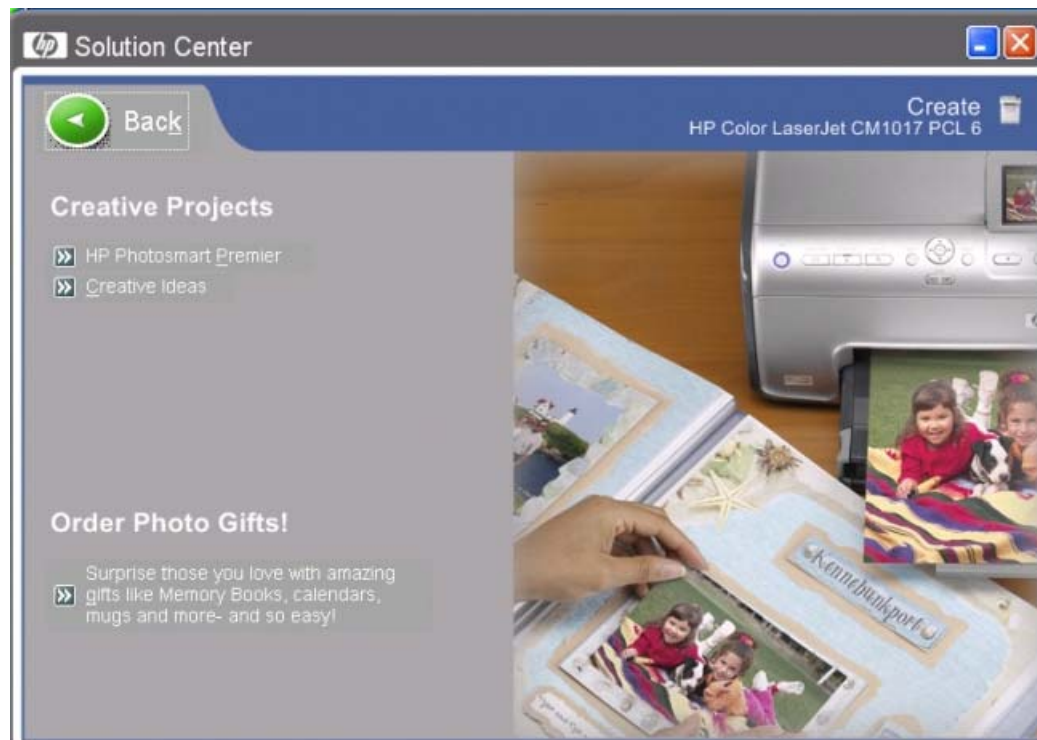 hp Solution Center
Back
Create
HP Color LaserJet CM1017 PCL 6
Creative Projects
HP Photosmart Premier
Creative Ideas
Order Photo Gifts!
Surprise those you love with amazing
gifts like Memory Books, calendars,
mugs and more- and so easy!
Kennebunkport